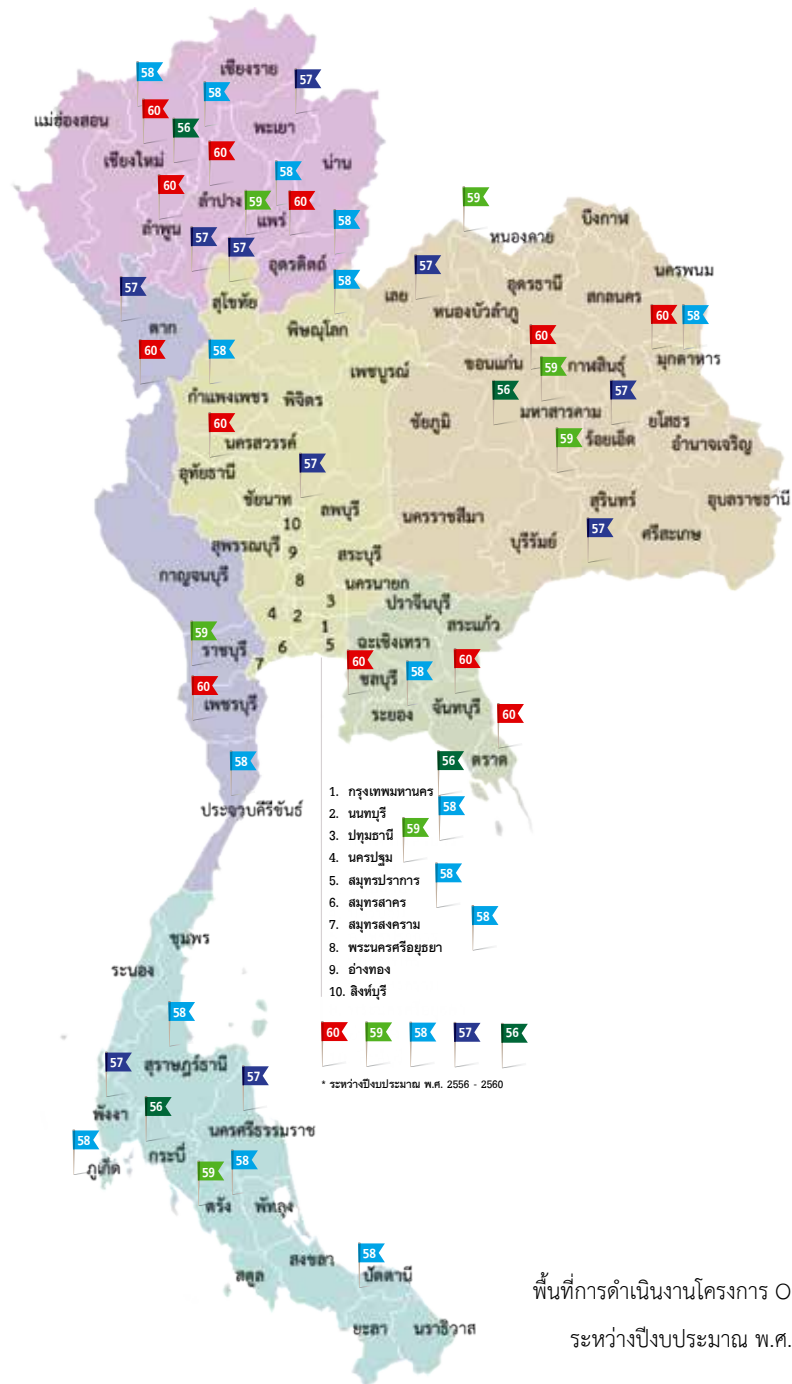 58
เชียงราย
57
58
แม่ฮ่องสอน
60
56
พะเยา
60
เชียงใหม่
58
น่าน
60
ลำปาง
59
60
59
แพร่
58
ลำพูน
57
57
อุตรดิตถ์
หนองคาย
บึงกาฬ
57
สุโขทัย
58
57
เลย
อุดรธานี
นครพนม
สกลนคร
หนองบัวลำภู
ตาก
พิษณุโลก
60
58
60
58
60
ขอนแก่น
59
กาฬสินธุ์
มุกดาหาร
เพชรบูรณ์
กำแพงเพชร
พิจิตร
56
57
60
ชัยภูมิ
มหาสารคาม
ยโสธร
นครสวรรค์
59
ร้อยเอ็ด
อำนาจเจริญ
อุทัยธานี
57
ชัยนาท
ลพบุรี
นครราชสีมา
สุรินทร์
อุบลราชธานี
10
57
สุพรรณบุรี
9
สระบุรี
บุรีรัมย์
ศรีสะเกษ
กาญจนบุรี
8
นครนายก
3
ปราจีนบุรี
4
2
1
สระแก้ว
59
ราชบุรี
6
5
ฉะเชิงเทรา
7
60
ชลบุรี
58
60
60
เพชรบุรี
ระยอง
จันทบุรี
60
58
56
ตราด
ประจวบคีรีขันธ์
1. กรุงเทพมหานคร
58
2. นนทบุรี
3. ปทุมธานี
59
4. นครปฐม
5. สมุทรปราการ
58
6. สมุทรสาคร
7. สมุทรสงคราม
58
8. พระนครศรีอยุธยา
9. อ่างทอง
10. สิงห์บุรี
ชุมพร
ระนอง
58
60 59 58 57 56
57
สุราษฎร์ธานี
57
* ระหว่างปีงบประมาณ พ.ศ. 2556 - 2560
พังงา
56
นครศรีธรรมราช
58
ภูเก็ต
กระบี่
59
58
ตรัง
พัทลุง
58
สงขลา
ปัตตานี
สตูล
ยะลา
นราธิวาส
พื้นที่การดำเนินงานโครงการ O
ระหว่างปีงบประมาณ พ.ศ.